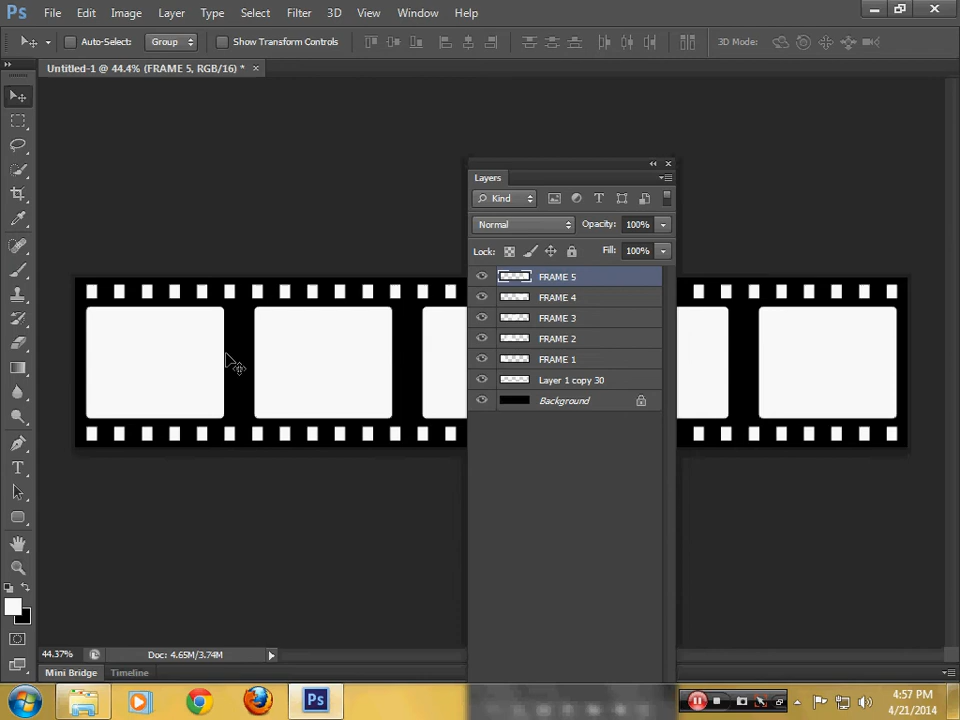 Ps File Edit Image Layer Type Select Filter 3D View Window Help
Auto-Select: Group Show Transform Controls 3D Mode:
Untitled-1 @ 44.4% (FRAME 5, RGB/16) * ×
Layers
Kind
Normal Opacity: 100%
Lock: Fill: 100%
FRAME 5
FRAME 4
FRAME 3
FRAME 2
FRAME 1
Layer 1 copy 30
Background
44.37% Doc: 4.65M/3.74M
Mini Bridge Timeline
Ps 4:57 PM
4/21/2014